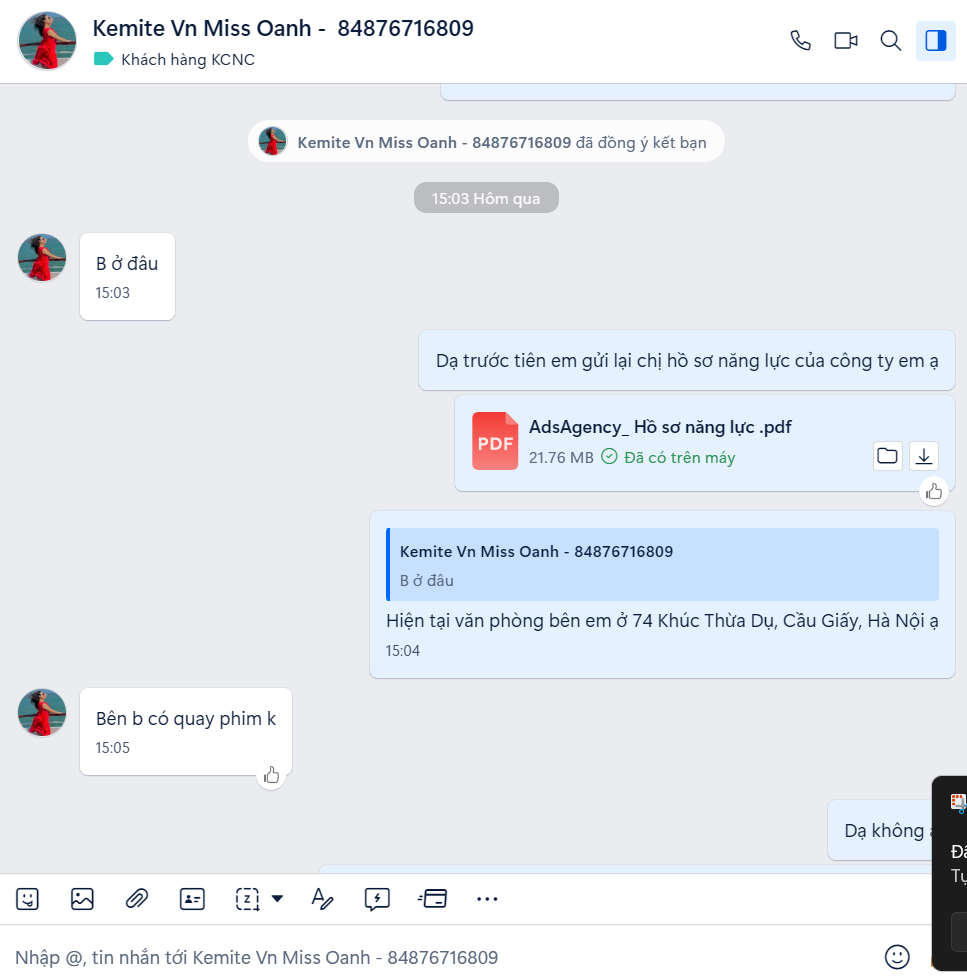 Kemite Vn Miss Oanh - 84876716809
Khách hàng KCNC
Kemite Vn Miss Oanh - 84876716809 đã đồng ý kết bạn
15:03 Hôm qua
B ở đâu
15:03
Dạ trước tiên em gửi lại chị hồ sơ năng lực của công ty em ạ
PDF
AdsAgency_ Hồ sơ năng lực .pdf
21.76 MB Đã có trên máy
Kemite Vn Miss Oanh - 84876716809
B ở đâu
Hiện tại văn phòng bên em ở 74 Khúc Thừa Dụ, Cầu Giấy, Hà Nội ạ
15:04
Bên b có quay phim k
15:05
Dạ không
Nhập @, tin nhắn tới Kemite Vn Miss Oanh - 84876716809